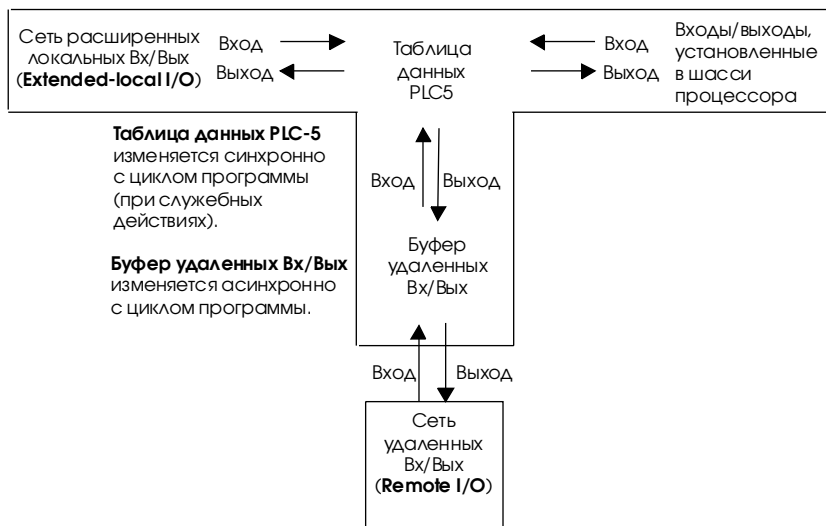 Сеть расширенных
локальных Вх/Вых
(Extended-local I/O)
Вход
Выход
Таблица
данных
PLC5
Вход
Выход
Входы/выходы,
установленные
в шасси
процессора
Таблица данных PLC-5
изменяется синхронно
с циклом программы
(при служебных
действиях).
Вход
Выход
Буфер удаленных Вх/Вых
изменяется асинхронно
с циклом программы.
Буфер
удаленных
Вх/Вых
Вход
Выход
Сеть
удаленных
Вх/Вых
(Remote I/O)